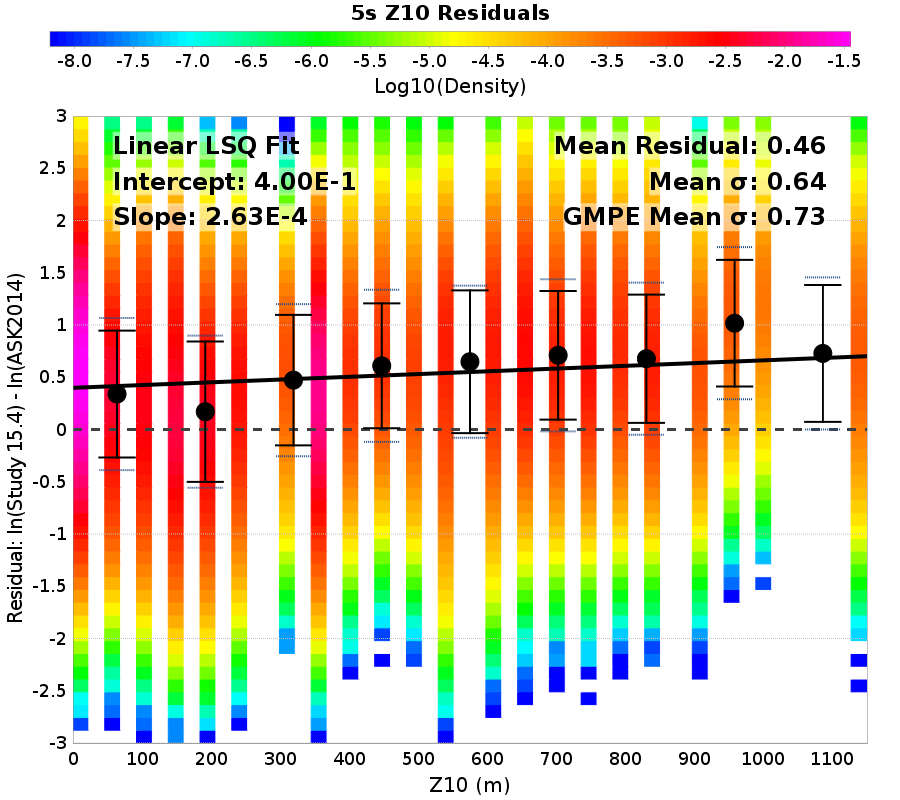 5s Z10 Residuals
-8.0 -7.5 -7.0 -6.5 -6.0 -5.5 -5.0 -4.5 -4.0 -3.5 -3.0 -2.5 -2.0 -1.5
Log10(Density)
Linear LSQ Fit
Intercept: 4.00E-1
Slope: 2.63E-4
Mean Residual: 0.46
Mean σ: 0.64
GMPE Mean σ: 0.73
Residual: ln(Study 15.4) - ln(ASK2014)
3
2.5
2
1.5
1
0.5
0
-0.5
-1
-1.5
-2
-2.5
-3
0 100 200 300 400 500 600 700 800 900 1000 1100
Z10 (m)